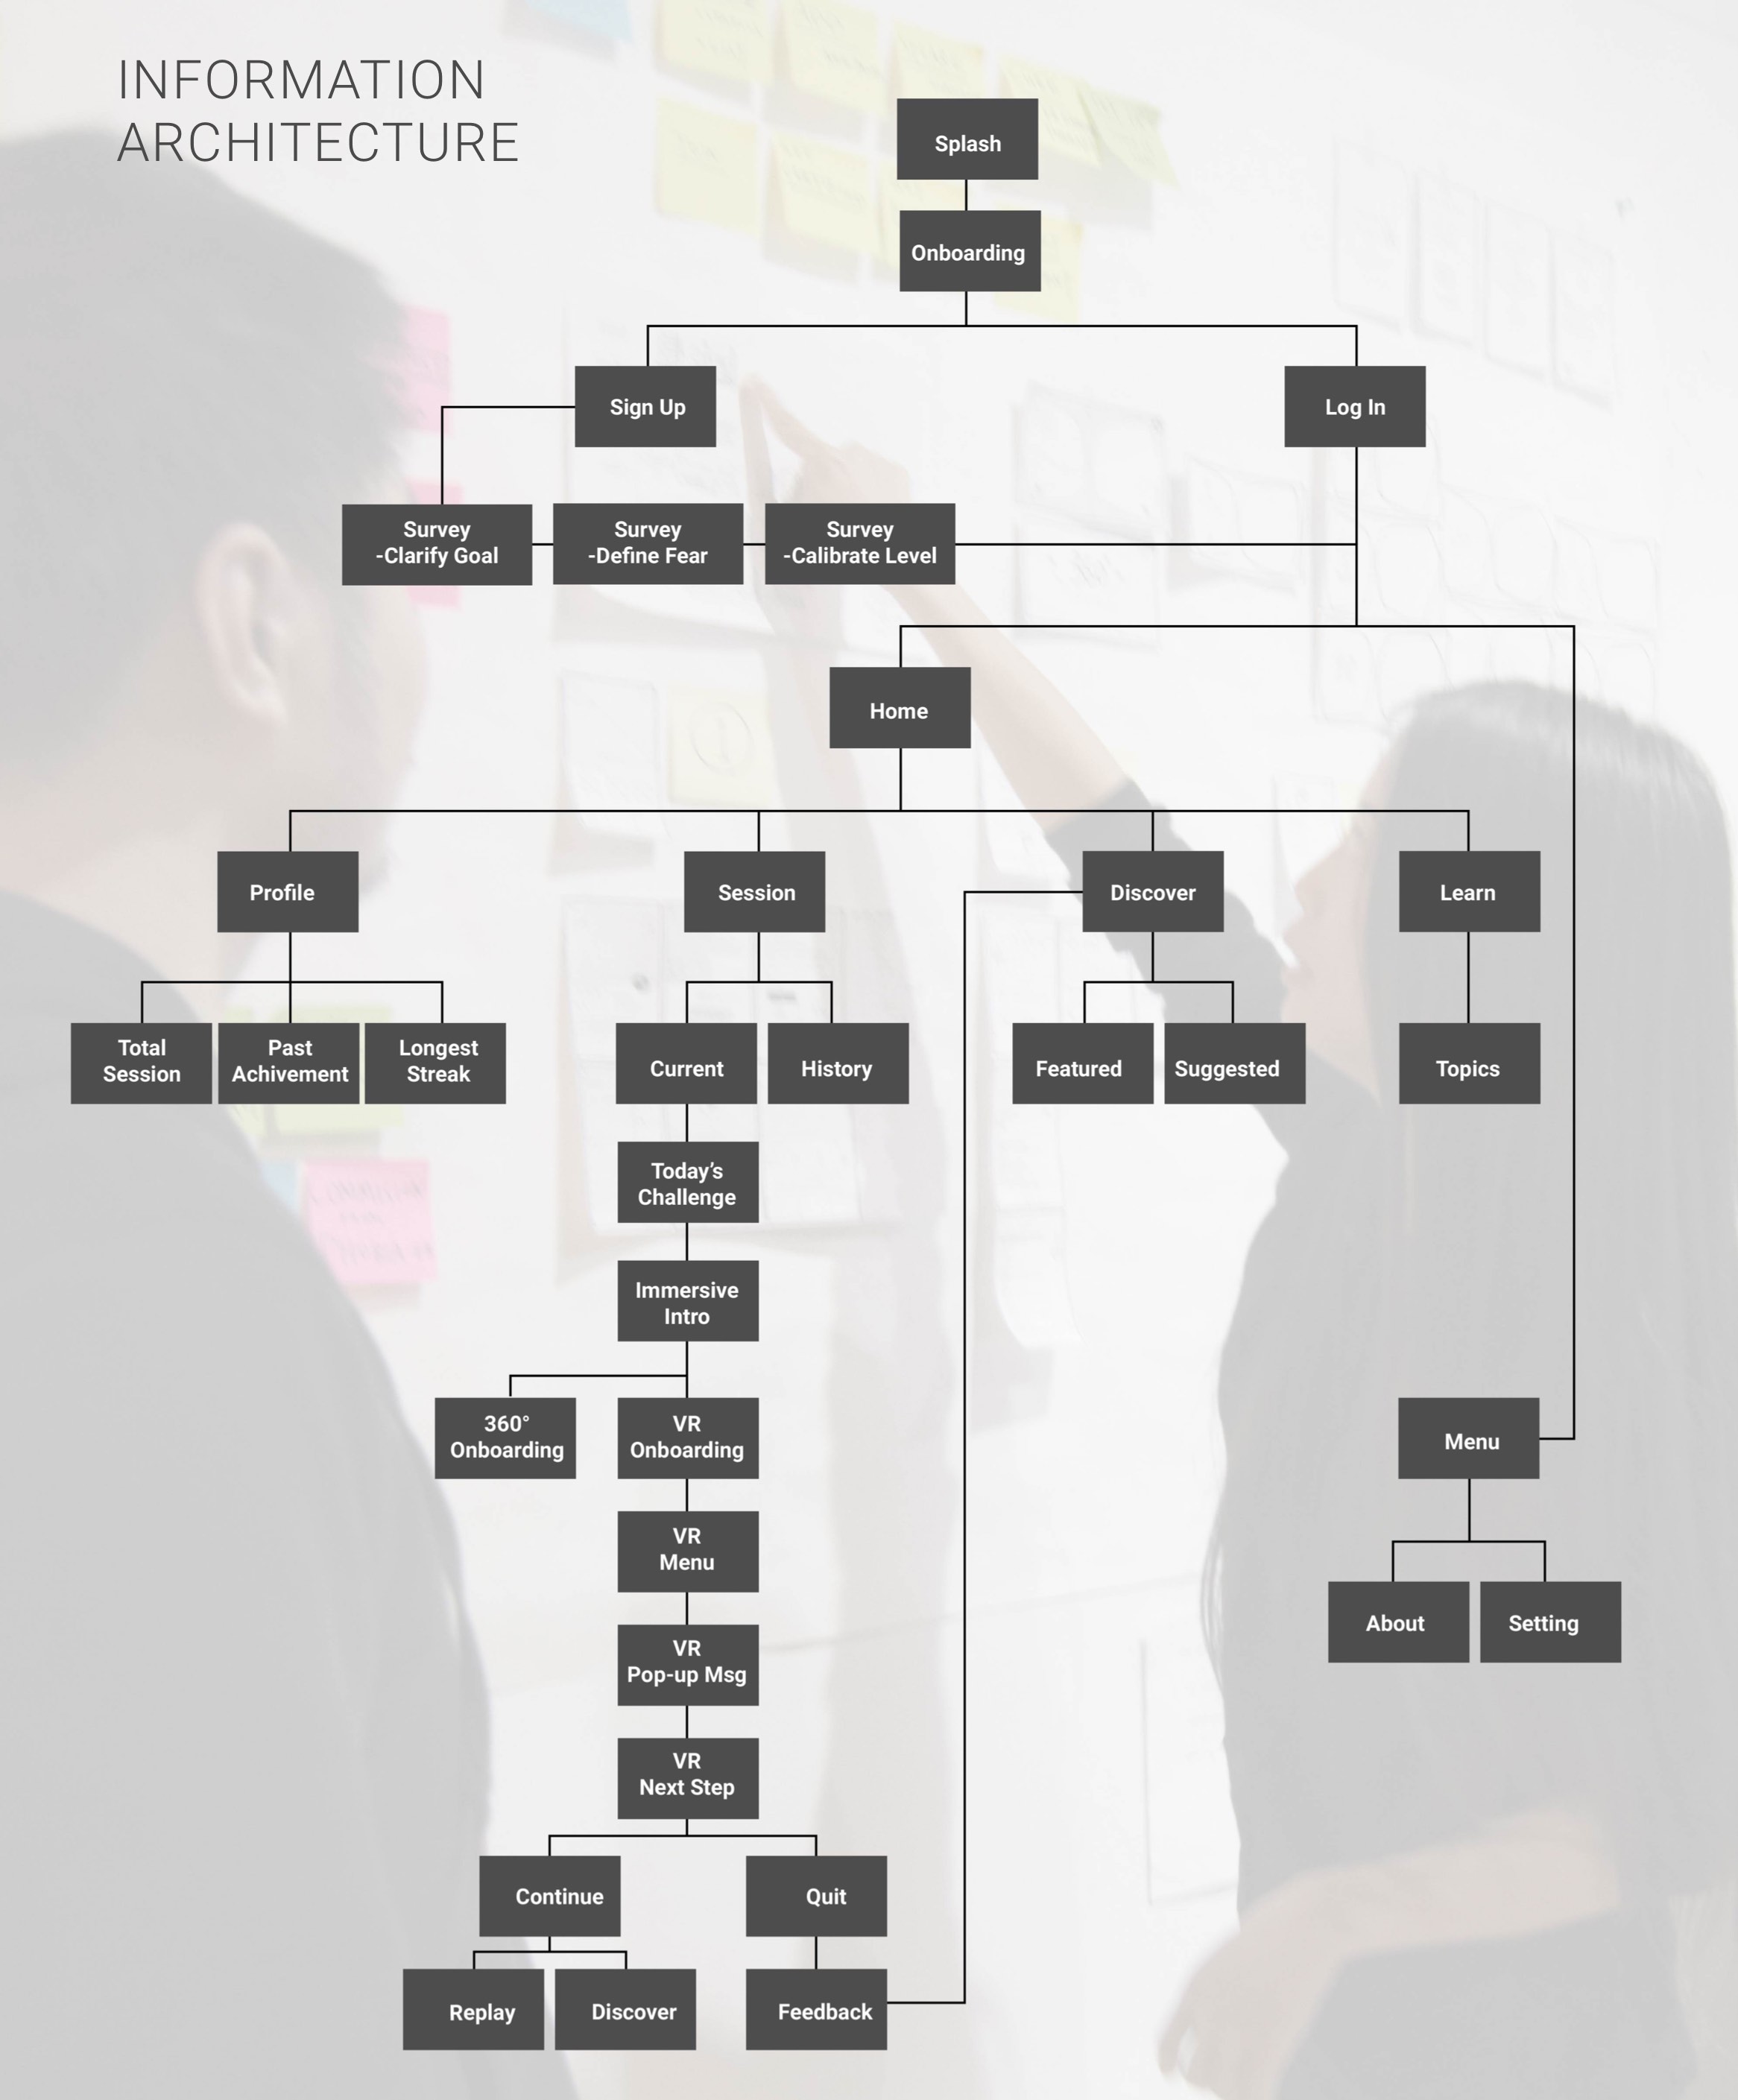 INFORMATION
ARCHITECTURE
Splash
Onboarding
Sign Up
Log In
Survey
-Clarify Goal
Survey
-Define Fear
Survey
-Calibrate Level
Home
Profile
Session
Discover
Learn
Total
Session
Past
Achivement
Longest
Streak
Current
History
Featured
Suggested
Topics
Today’s
Challenge
Immersive
Intro
360°
Onboarding
VR
Onboarding
Menu
VR
Menu
About
Setting
VR
Pop-up Msg
VR
Next Step
Continue
Quit
Replay
Discover
Feedback